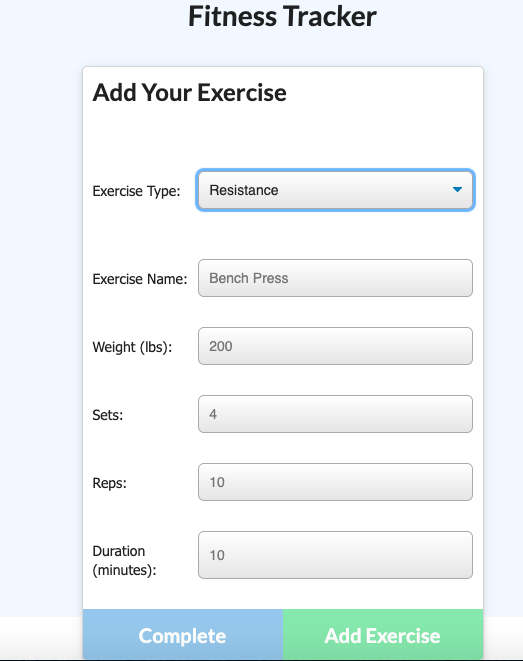 Fitness Tracker
Add Your Exercise
Exercise Type: Resistance
Exercise Name: Bench Press
Weight (lbs): 200
Sets: 4
Reps: 10
Duration
(minutes): 10
Complete Add Exercise